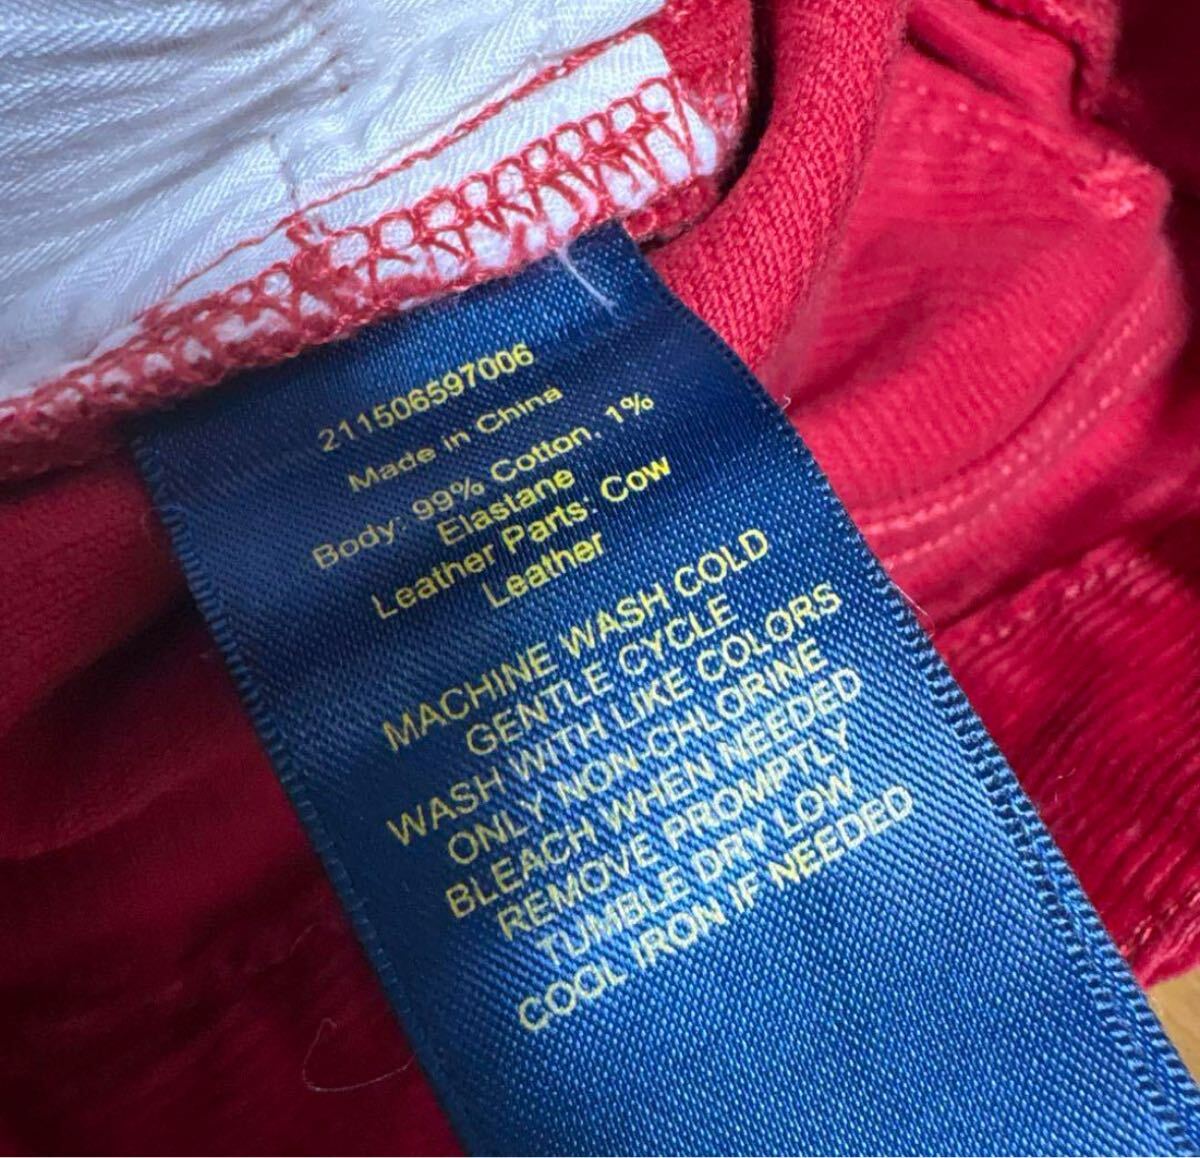 211506597006
Made in China
Body: 99% Cotton, 1%
Elastane
Leather Parts: Cow
Leather
MACHINE WASH COLD
GENTLE CYCLE
WASH WITH LIKE COLORS
ONLY NON-CHLORINE
BLEACH WHEN NEEDED
REMOVE PROMPTLY
TUMBLE DRY LOW
COOL IRON IF NEEDED